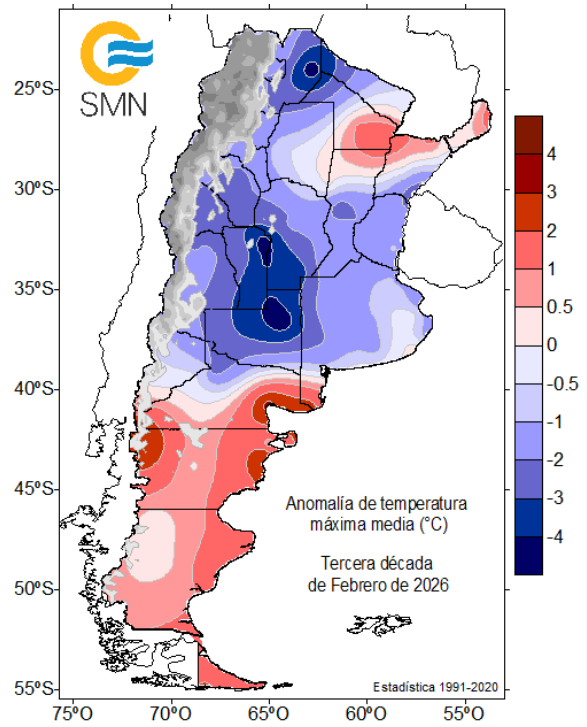 SMN
25°S
30°S
35°S
40°S
45°S
50°S
55°S
75°O
70°O
65°O
60°O
55°O
4
3
2
1
0.5
0
-0.5
-1
-2
-3
-4
Anomalía de temperatura
máxima media (°C)
Tercera década
de Febrero de 2026
Estadística 1991-2020